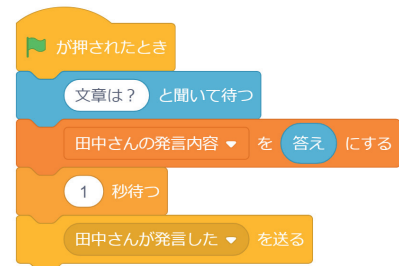 が押されたとき
文章は? と聞いて待つ
田中さんの発言内容 を 答え にする
1 秒待つ
田中さんが発言した を送る